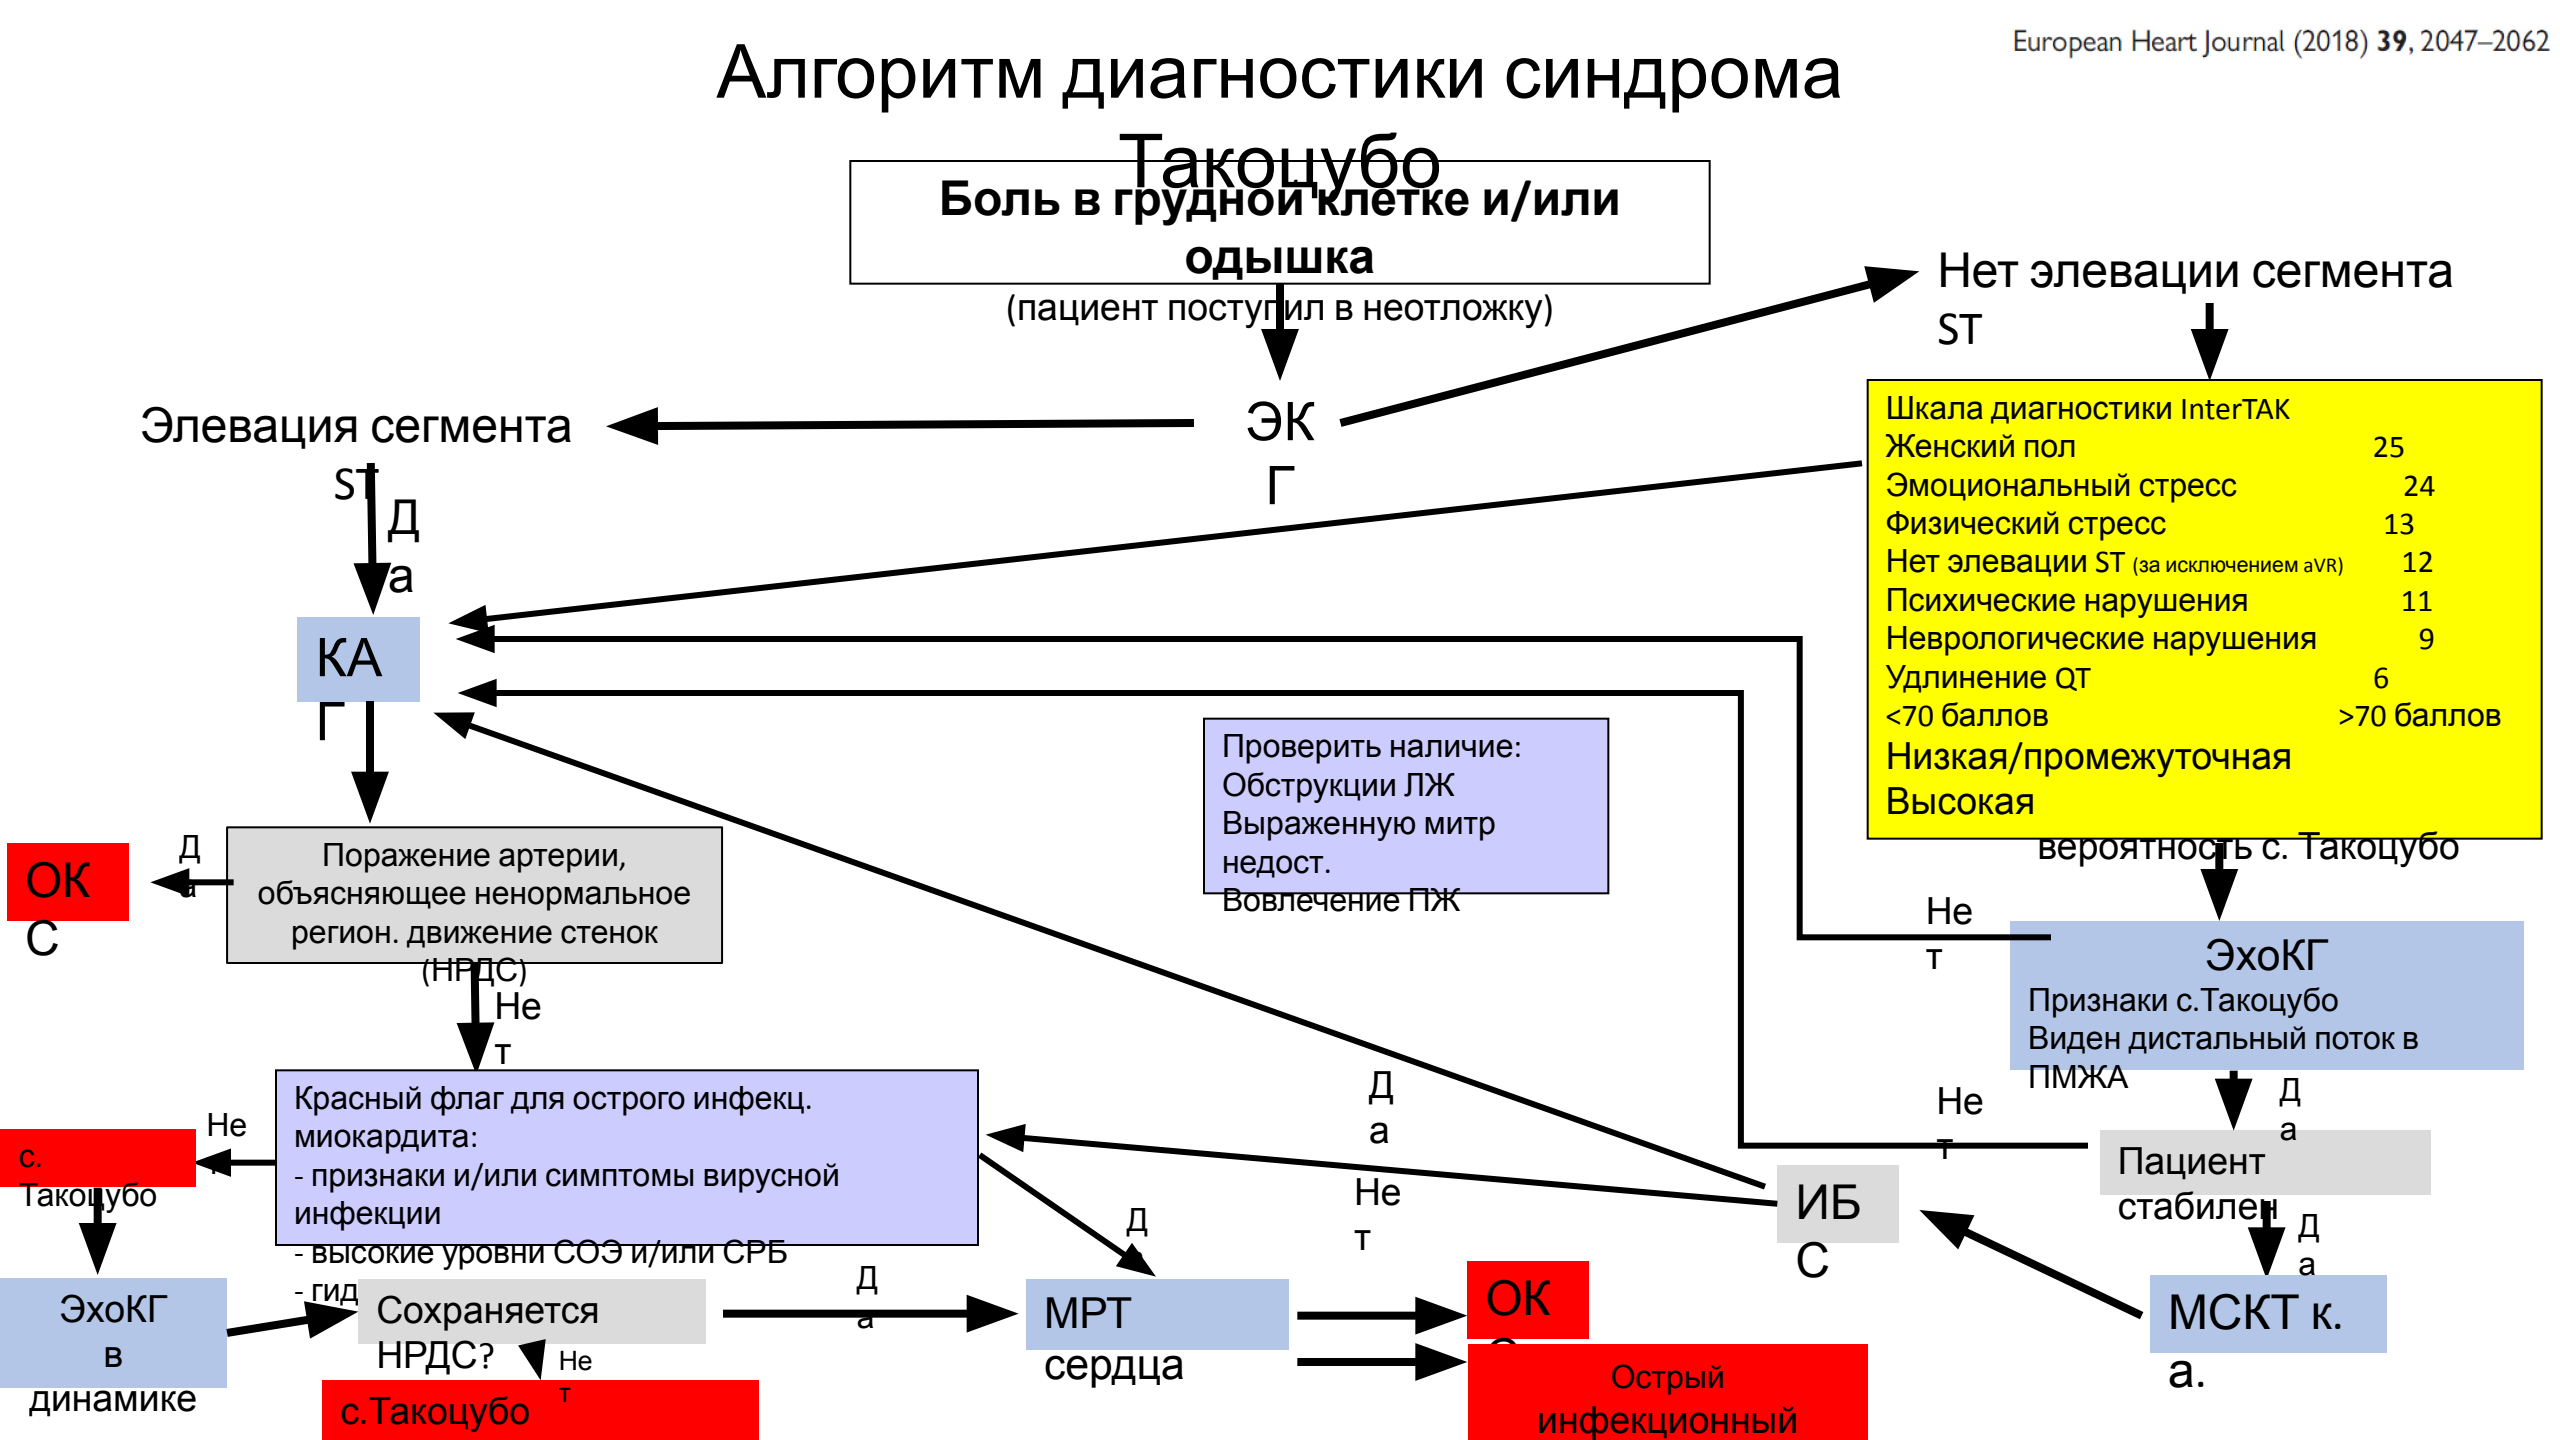 European Heart Journal (2018) 39, 2047–2062
Алгоритм диагностики синдрома
Такоцубо
Боль в грудной клетке и/или
одышка
(пациент поступил в неотложку)
Нет элевации сегмента
ST
ЭК
Г
Элевация сегмента
ST
Д
а
Шкала диагностики InterTAK
Женский пол 25
Эмоциональный стресс 24
Физический стресс 13
Нет элевации ST (за исключением aVR) 12
Психические нарушения 11
Неврологические нарушения 9
Удлинение QT 6
<70 баллов >70 баллов
Низкая/промежуточная
Высокая
вероятность с. Такоцубо
КА
Г
Проверить наличие:
Обструкции ЛЖ
Выраженную митр
недост.
Вовлечение ПЖ
Д
а
ОК
С
Поражение артерии,
объясняющее ненормальное
регион. движение стенок
(НРДС)
Не
т
Не
т
ЭхоКГ
Признаки с.Такоцубо
Виден дистальный поток в
ПМЖА
Д
а
Не
т
Пациент
стабилен
Д
а
МСКТ к.
а.
ИБ
С
Д
а
Не
т
Красный флаг для острого инфекц.
миокардита:
- признаки и/или симптомы вирусной
инфекции
- высокие уровни СОЭ и/или СРБ
- гид
Не
с.
Такоцубо
ЭхоКГ
в
динамике
Сохраняется
НРДС?
Не
т
с.Такоцубо
Д
а
Д
МРТ
сердца
ОК
Острый
инфекционный